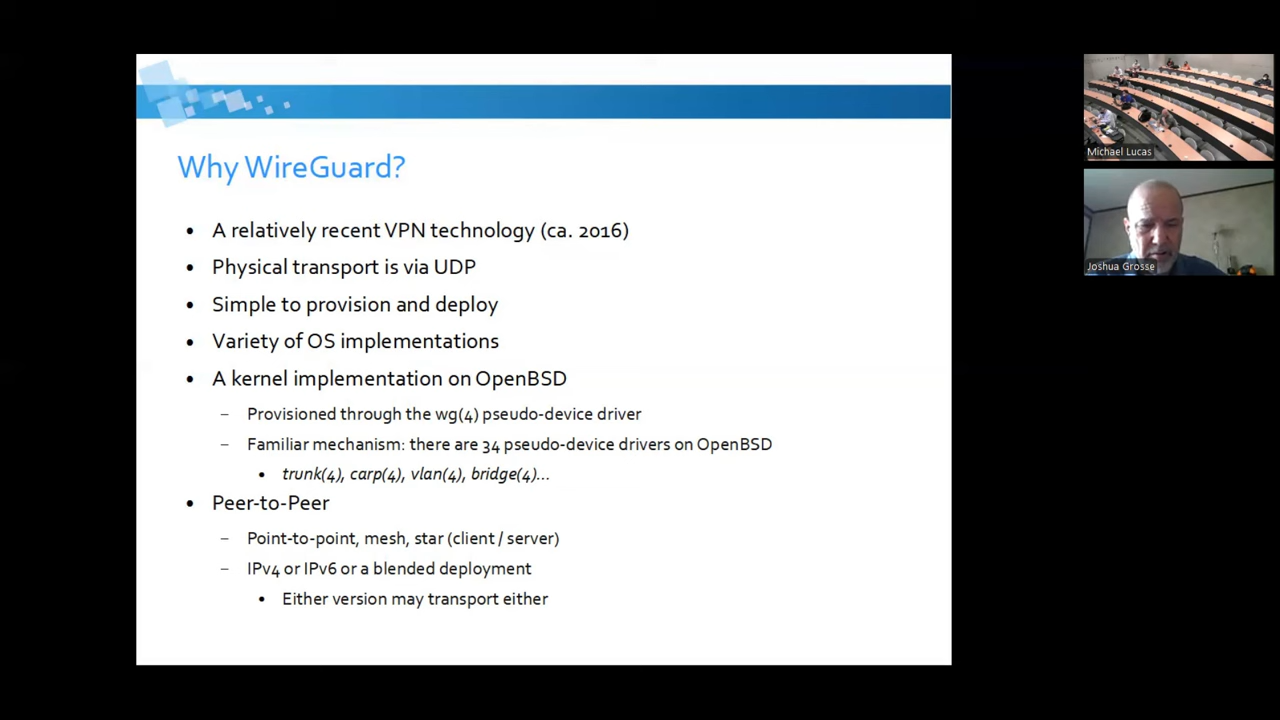 Why WireGuard?
• A relatively recent VPN technology (ca. 2016)
• Physical transport is via UDP
• Simple to provision and deploy
• Variety of OS implementations
• A kernel implementation on OpenBSD
– Provisioned through the wg(4) pseudo-device driver
– Familiar mechanism: there are 34 pseudo-device drivers on OpenBSD
• trunk(4), carp(4), vlan(4), bridge(4)...
• Peer-to-Peer
– Point-to-point, mesh, star (client / server)
– IPv4 or IPv6 or a blended deployment
• Either version may transport either
Michael Lucas
Joshua Grosse